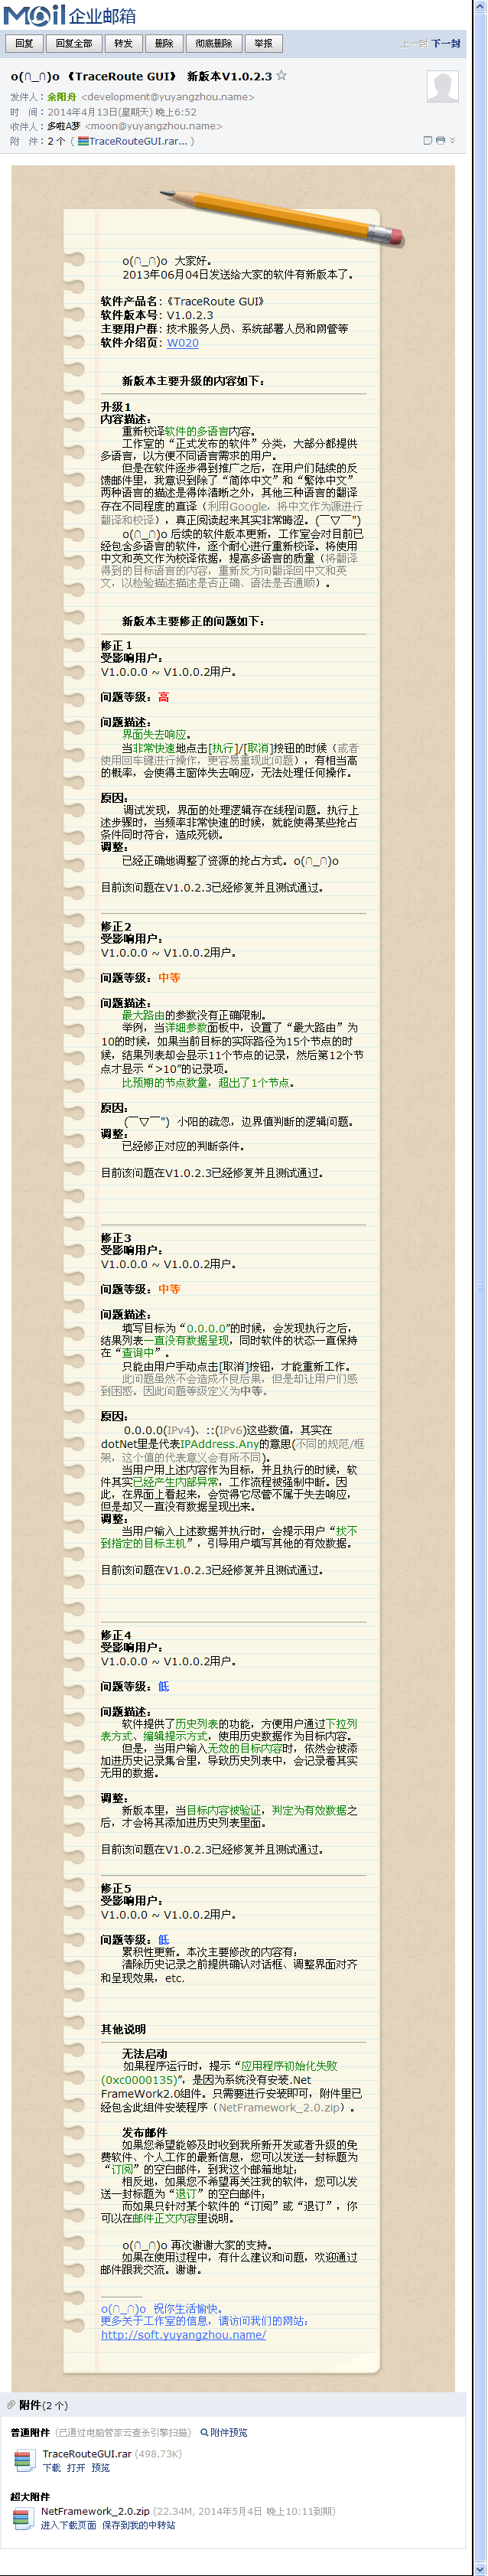 Mail 企业邮箱
回复 回复全部 转发 删除 彻底删除 举报 上一封 下一封
o(∩_∩)o 《TraceRoute GUI》 新版本V1.0.2.3 ☆
发件人：余阳舟 <development@yuyangzhou.name>
时 间：2014年4月13日(星期天) 晚上6:52
收件人：多啦A梦 <moon@yuyangzhou.name>
附 件：2 个 ( TraceRouteGUI.rar... )
o(∩_∩)o 大家好。
2013年06月04日发送给大家的软件有新版本了。
软件产品名：《TraceRoute GUI》
软件版本号：V1.0.2.3
主要用户群：技术服务人员、系统部署人员和网管等
软件介绍页：W020
新版本主要升级的内容如下：
升级1
内容描述：
重新校译软件的多语言内容。
工作室的“正式发布的软件”分类，大部分都提供
多语言，以方便不同语言需求的用户。
但是在软件逐步得到推广之后，在用户们陆续的反
馈邮件里，我意识到除了“简体中文”和“繁体中文”
两种语言的描述是得体清晰之外，其他三种语言的翻译
存在不同程度的直译（利用Google，将中文作为源进行
翻译和校译），真正阅读起来其实非常晦涩。(￣▽￣")
o(∩_∩)o 后续的软件版本更新，工作室会对目前已
经包含多语言的软件，逐个耐心进行重新校译。将使用
中文和英文作为校译依据，提高多语言的质量（将翻译
得到的目标语言的内容，重新反方向翻译回中文和英
文，以检验描述描述是否正确、语法是否通顺）。
新版本主要修正的问题如下：
修正 1
受影响用户：
V1.0.0.0 ~ V1.0.0.2用户。
问题等级：高
问题描述：
界面失去响应。
当非常快速地点击[执行]/[取消]按钮的时候（或者
使用回车键进行操作，更容易重现此问题），有相当高
的概率，会使得主窗体失去响应，无法处理任何操作。
原因：
调试发现，界面的处理逻辑存在线程问题。执行上
述步骤时，当频率非常快速的时候，就能使得某些抢占
条件同时符合，造成死锁。
调整：
已经正确地调整了资源的抢占方式。o(∩_∩)o
目前该问题在V1.0.2.3已经修复并且测试通过。
修正2
受影响用户：
V1.0.0.0 ~ V1.0.0.2用户。
问题等级：中等
问题描述：
最大路由的参数没有正确限制。
举例，当详细参数面板中，设置了“最大路由”为
10的时候，如果当前目标的实际路径为15个节点的时
候，结果列表却会显示11个节点的记录，然后第12个节
点才显示“>10”的记录项。
比预期的节点数量，超出了1个节点。
原因：
(￣▽￣") 小阳的疏忽，边界值判断的逻辑问题。
调整：
已经修正对应的判断条件。
目前该问题在V1.0.2.3已经修复并且测试通过。
修正3
受影响用户：
V1.0.0.0 ~ V1.0.0.2用户。
问题等级：中等
问题描述：
填写目标为“0.0.0.0”的时候，会发现执行之后，
结果列表一直没有数据呈现，同时软件的状态一直保持
在“查询中”。
只能由用户手动点击[取消]按钮，才能重新工作。
此问题虽然不会造成不良后果，但是却让用户们感
到困惑。因此问题等级定义为中等。
原因：
0.0.0.0(IPv4)、::(IPv6)这些数值，其实在
dotNet里是代表IPAddress.Any的意思(不同的规范/框
架，这个值的代表意义会有所不同)。
当用户用上述内容作为目标，并且执行的时候，软
件其实已经产生内部异常，工作流程被强制中断。因
此，在界面上看起来，会觉得它尽管不属于失去响应，
但是却又一直没有数据呈现出来。
调整：
当用户输入上述数据并执行时，会提示用户“找不
到指定的目标主机”，引导用户填写其他的有效数据。
目前该问题在V1.0.2.3已经修复并且测试通过。
修正4
受影响用户：
V1.0.0.0 ~ V1.0.0.2用户。
问题等级：低
问题描述：
软件提供了历史列表的功能，方便用户通过下拉列
表方式、编辑提示方式，使用历史数据作为目标内容。
但是，当用户输入无效的目标内容时，依然会被添
加进历史记录集合里，导致历史列表中，会记录着其实
无用的数据。
调整：
新版本里，当目标内容被验证，判定为有效数据之
后，才会将其添加进历史列表里面。
目前该问题在V1.0.2.3已经修复并且测试通过。
修正5
受影响用户：
V1.0.0.0 ~ V1.0.0.2用户。
问题等级：低
累积性更新。本次主要修改的内容有：
清除历史记录之前提供确认对话框、调整界面对齐
和呈现效果，etc.
其他说明
无法启动
如果程序运行时，提示“应用程序初始化失败
(0xc0000135)”，是因为系统没有安装.Net
FrameWork2.0组件。只需要进行安装即可，附件里已
经包含此组件安装程序（NetFramework_2.0.zip）。
发布邮件
如果您希望能够及时收到我所新开发或者升级的免
费软件、个人工作的最新信息，您可以发送一封标题为
“订阅”的空白邮件，到我这个邮箱地址；
相反地，如果您不希望再关注我的软件，您可以发
送一封标题为“退订”的空白邮件；
而如果只针对某个软件的“订阅”或“退订”，你
可以在邮件正文内容里说明。
o(∩_∩)o 再次谢谢大家的支持。
如果在使用过程中，有什么建议和问题，欢迎通过
邮件跟我交流。谢谢。
o(∩_∩)o 祝你生活愉快。
更多关于工作室的信息，请访问我们的网站：
http://soft.yuyangzhou.name/
附件(2 个)
普通附件 (已通过电脑管家云查杀引擎扫描) 附件预览
TraceRouteGUI.rar (498.73K)
下载 打开 预览
超大附件
NetFramework_2.0.zip (22.34M, 2014年5月4日 晚上10:11到期)
进入下载页面 保存到我的中转站